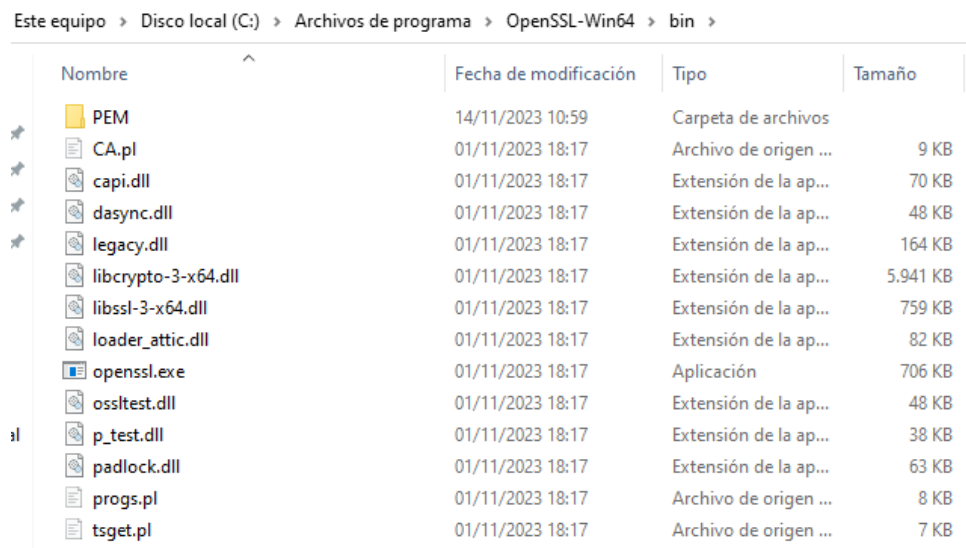 Este equipo > Disco local (C:) > Archivos de programa > OpenSSL-Win64 > bin >
Nombre Fecha de modificación Tipo Tamaño
PEM 14/11/2023 10:59 Carpeta de archivos
CA.pl 01/11/2023 18:17 Archivo de origen ... 9 KB
capi.dll 01/11/2023 18:17 Extensión de la ap... 70 KB
dasync.dll 01/11/2023 18:17 Extensión de la ap... 48 KB
legacy.dll 01/11/2023 18:17 Extensión de la ap... 164 KB
libcrypto-3-x64.dll 01/11/2023 18:17 Extensión de la ap... 5.941 KB
libssl-3-x64.dll 01/11/2023 18:17 Extensión de la ap... 759 KB
loader_attic.dll 01/11/2023 18:17 Extensión de la ap... 82 KB
openssl.exe 01/11/2023 18:17 Aplicación 706 KB
ossltest.dll 01/11/2023 18:17 Extensión de la ap... 48 KB
al p_test.dll 01/11/2023 18:17 Extensión de la ap... 38 KB
padlock.dll 01/11/2023 18:17 Extensión de la ap... 63 KB
progs.pl 01/11/2023 18:17 Archivo de origen ... 8 KB
tsget.pl 01/11/2023 18:17 Archivo de origen ... 7 KB